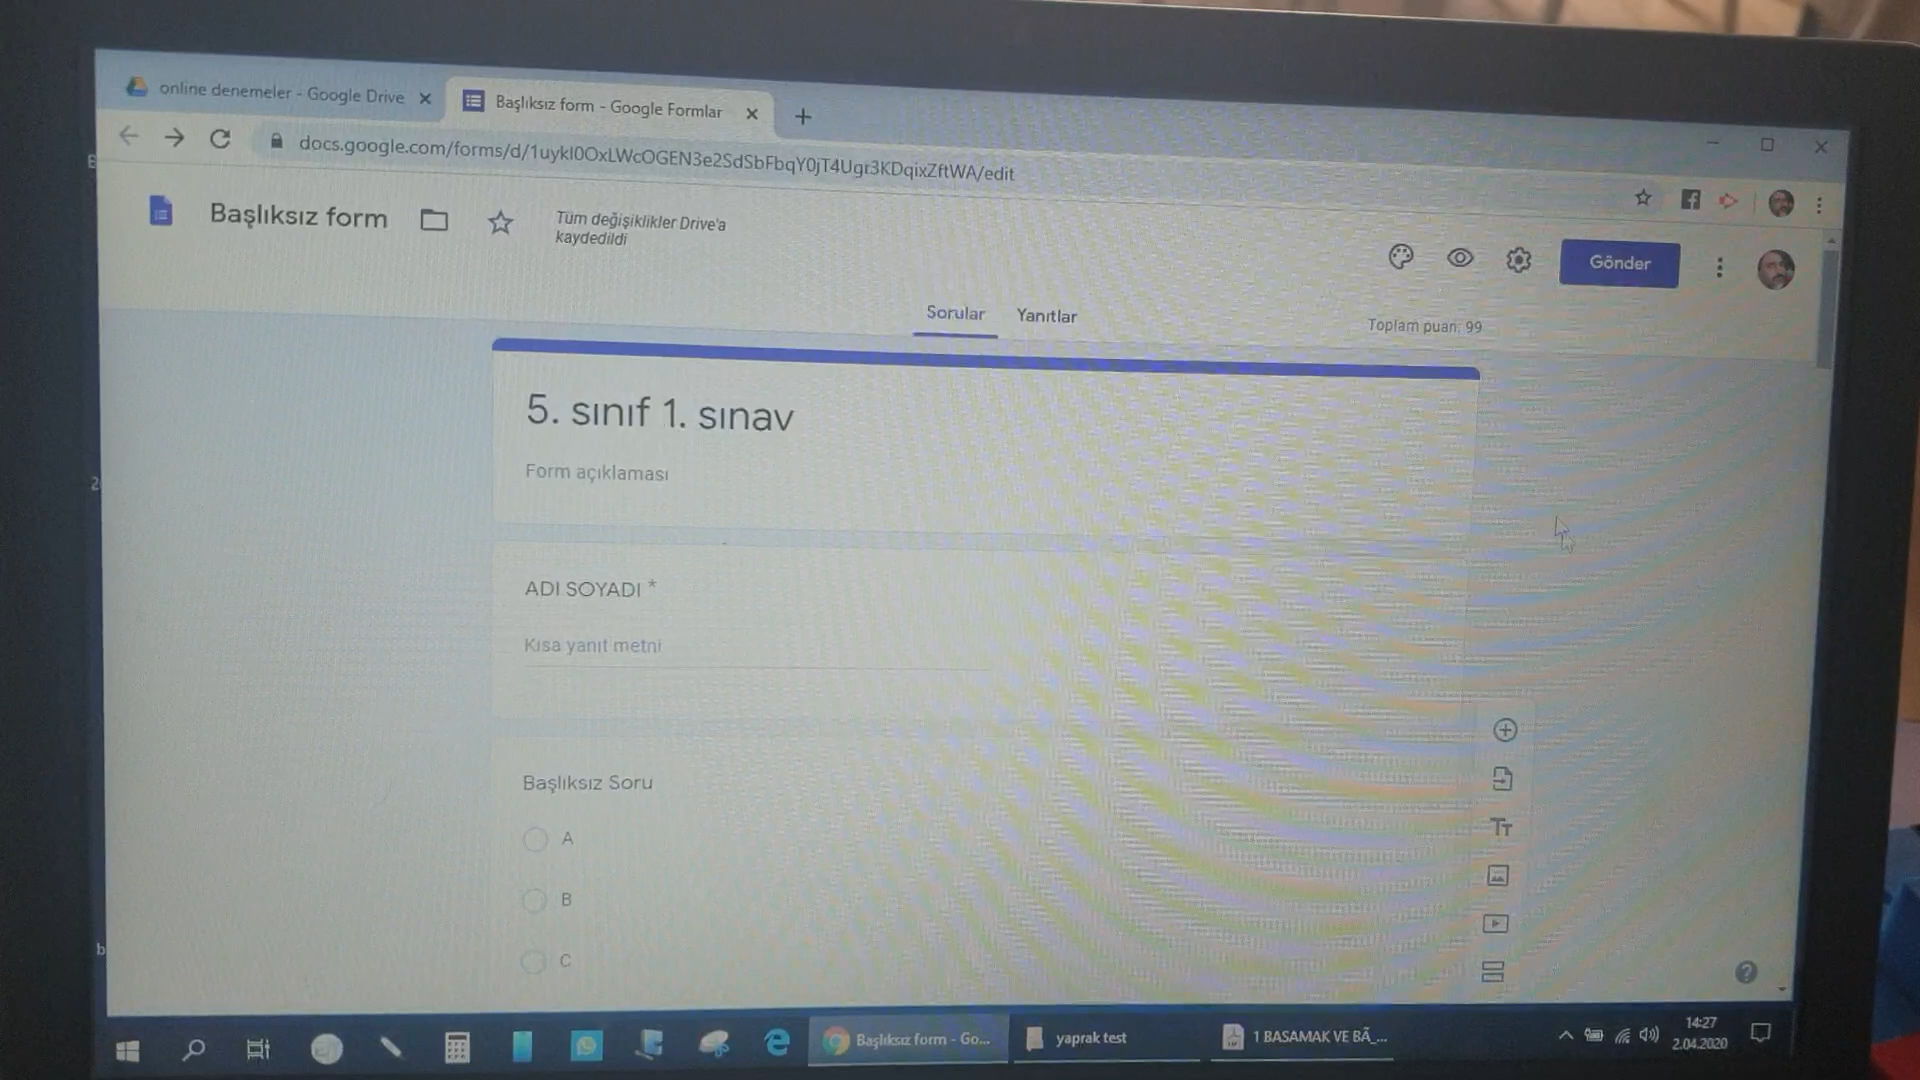 online denemeler - Google Drive
Başlıksız form - Google Formlar
docs.google.com/forms/d/1uykI0OxLWcOGEN3e2SdSbFbqY0jT4Ugr3KDqixZftWA/edit
Başlıksız form
Tüm değişiklikler Drive'a
kaydedildi
Gönder
Sorular
Yanıtlar
Toplam puan: 99
5. sınıf 1. sınav
Form açıklaması
ADI SOYADI *
Kısa yanıt metni
Başlıksız Soru
A
B
C
Başlıksız form - Go...
yaprak test
1 BASAMAK VE BÃ_...
14:27
2.04.2020